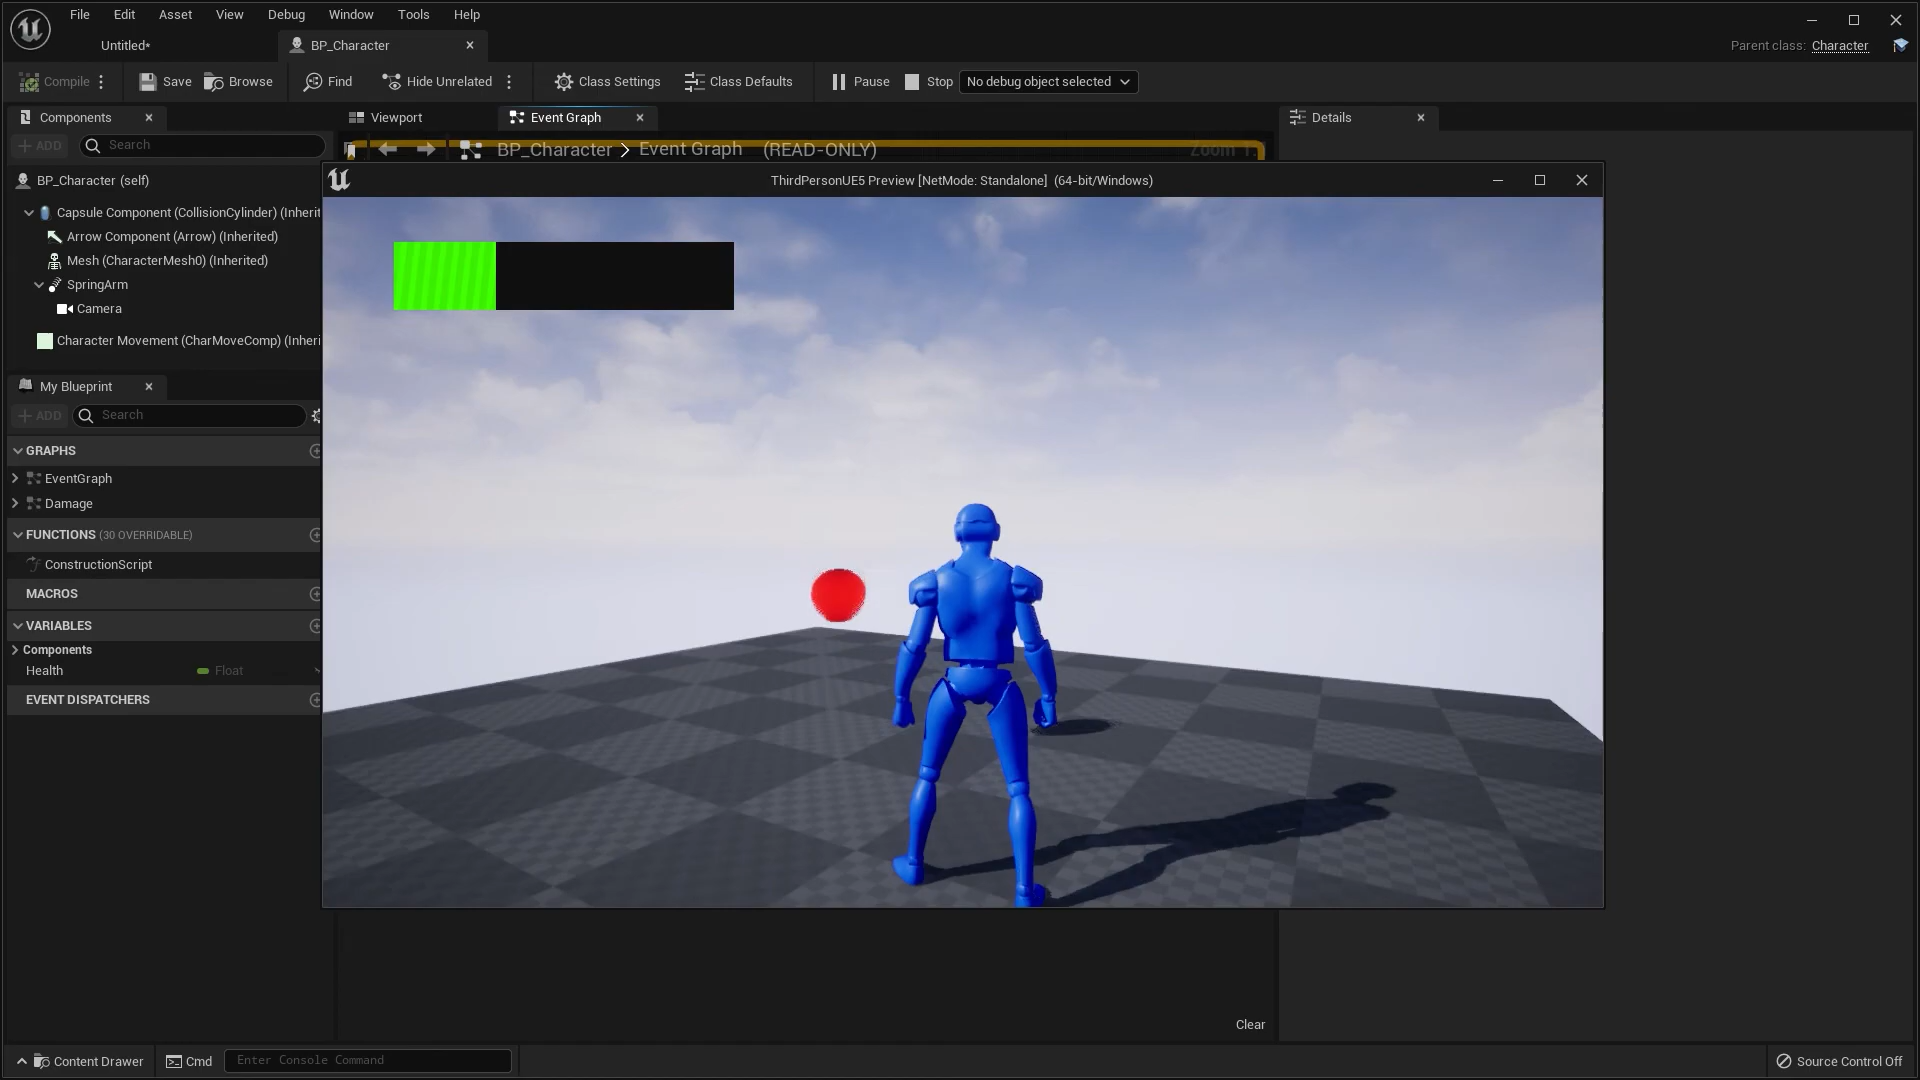 File Edit Asset View Debug Window Tools Help
Untitled*
BP_Character
Parent class: Character
Compile
Save
Browse
Find
Hide Unrelated
Class Settings
Class Defaults
Pause
Stop
No debug object selected
Components
Viewport
Event Graph
Details
ADD
Search
BP_Character > Event Graph (READ-ONLY)
Zoom 1:
BP_Character (self)
ThirdPersonUE5 Preview [NetMode: Standalone] (64-bit/Windows)
Capsule Component (CollisionCylinder) (Inherit
Arrow Component (Arrow) (Inherited)
Mesh (CharacterMesh0) (Inherited)
SpringArm
Camera
Character Movement (CharMoveComp) (Inheri
My Blueprint
ADD
Search
GRAPHS
EventGraph
Damage
FUNCTIONS (30 OVERRIDABLE)
ConstructionScript
MACROS
VARIABLES
Components
Health Float
EVENT DISPATCHERS
Clear
Content Drawer
Cmd
Enter Console Command
Source Control Off